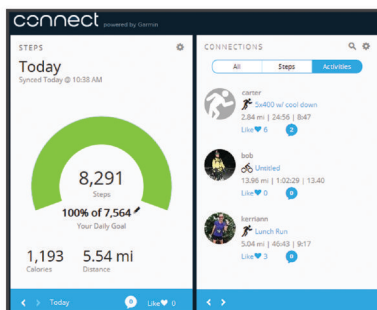 connect powered by Garmin
STEPS
Today
Synced Today @ 10:38 AM
8,291
Steps
100% of 7,564
Your Daily Goal
1,193
Calories
5.54 mi
Distance
Today
0
Like 0
CONNECTIONS
All
Steps
Activities
carter
5x400 w/ cool down
2.84 mi | 24:56 | 8:47
Like 6
2
bob
Untitled
13.86 mi | 1:02:29 | 13.40
Like 0
0
kerriann
Lunch Run
5.04 mi | 46:43 | 9:17
Like 3
0